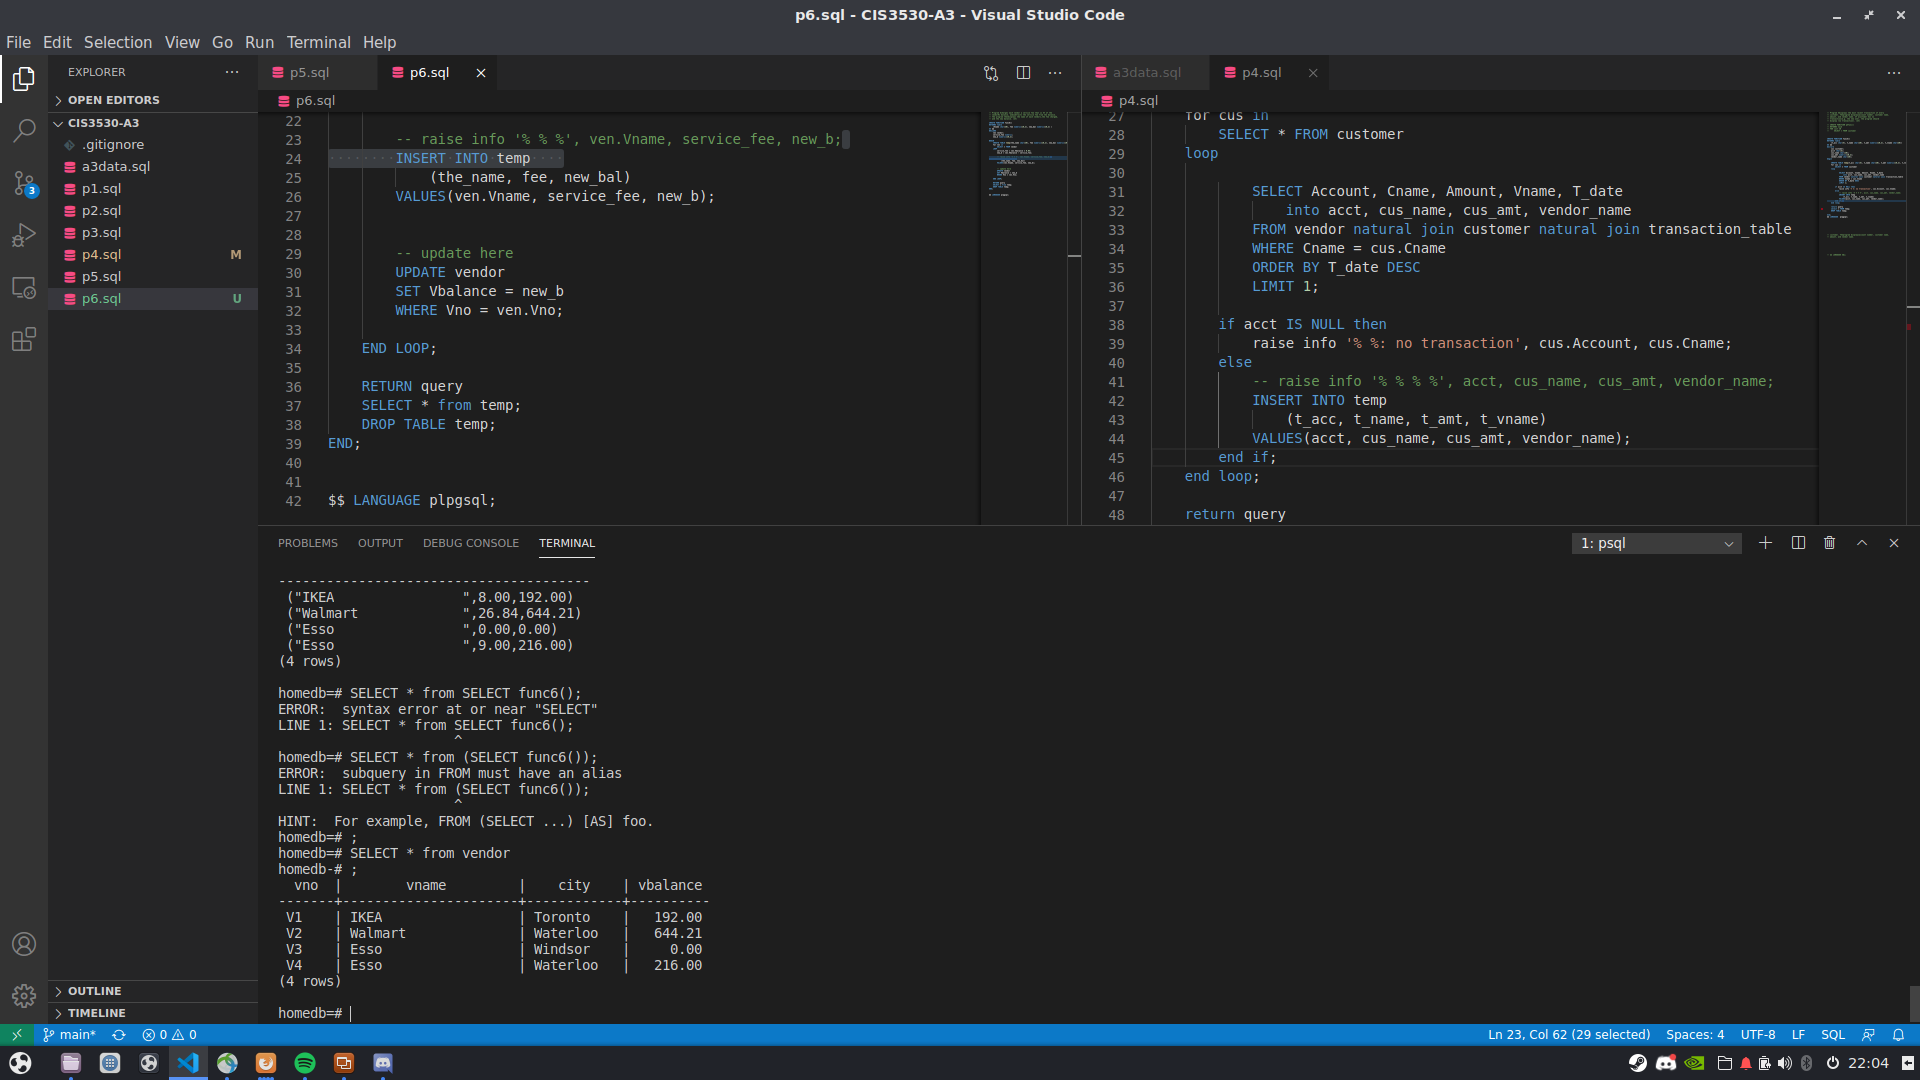 p6.sql - CIS3530-A3 - Visual Studio Code
File Edit Selection View Go Run Terminal Help
EXPLORER
OPEN EDITORS
CIS3530-A3
.gitignore
a3data.sql
p1.sql
p2.sql
p3.sql
p4.sql M
p5.sql
p6.sql U
OUTLINE
TIMELINE
3
p5.sql p6.sql
p6.sql
22
23 -- raise info '% % %', ven.Vname, service_fee, new_b;
24 INSERT INTO temp
25 (the_name, fee, new_bal)
26 VALUES(ven.Vname, service_fee, new_b);
27
28
29 -- update here
30 UPDATE vendor
31 SET Vbalance = new_b
32 WHERE Vno = ven.Vno;
33
34 END LOOP;
35
36 RETURN query
37 SELECT * from temp;
38 DROP TABLE temp;
39 END;
40
41
42 $$ LANGUAGE plpgsql;
a3data.sql p4.sql
p4.sql
27 for cus in
28 SELECT * FROM customer
29 loop
30
31 SELECT Account, Cname, Amount, Vname, T_date
32 into acct, cus_name, cus_amt, vendor_name
33 FROM vendor natural join customer natural join transaction_table
34 WHERE Cname = cus.Cname
35 ORDER BY T_date DESC
36 LIMIT 1;
37
38 if acct IS NULL then
39 raise info '% %: no transaction', cus.Account, cus.Cname;
40 else
41 -- raise info '% % % %', acct, cus_name, cus_amt, vendor_name;
42 INSERT INTO temp
43 (t_acc, t_name, t_amt, t_vname)
44 VALUES(acct, cus_name, cus_amt, vendor_name);
45 end if;
46 end loop;
47
48 return query
PROBLEMS OUTPUT DEBUG CONSOLE TERMINAL
1: psql
---------------------------------------
("IKEA                ",8.00,192.00)
("Walmart             ",26.84,644.21)
("Esso                ",0.00,0.00)
("Esso                ",9.00,216.00)
(4 rows)
homedb=# SELECT * from SELECT func6();
ERROR:  syntax error at or near "SELECT"
LINE 1: SELECT * from SELECT func6();
^
homedb=# SELECT * from (SELECT func6());
ERROR:  subquery in FROM must have an alias
LINE 1: SELECT * from (SELECT func6());
^
HINT:  For example, FROM (SELECT ...) [AS] foo.
homedb=# ;
homedb=# SELECT * from vendor
homedb-# ;
vno | vname | city | vbalance
-------+----------------------+------------+----------
V1 | IKEA | Toronto | 192.00
V2 | Walmart | Waterloo | 644.21
V3 | Esso | Windsor | 0.00
V4 | Esso | Waterloo | 216.00
(4 rows)
homedb=#
main* 0 0 Ln 23, Col 62 (29 selected) Spaces: 4 UTF-8 LF SQL
22:04